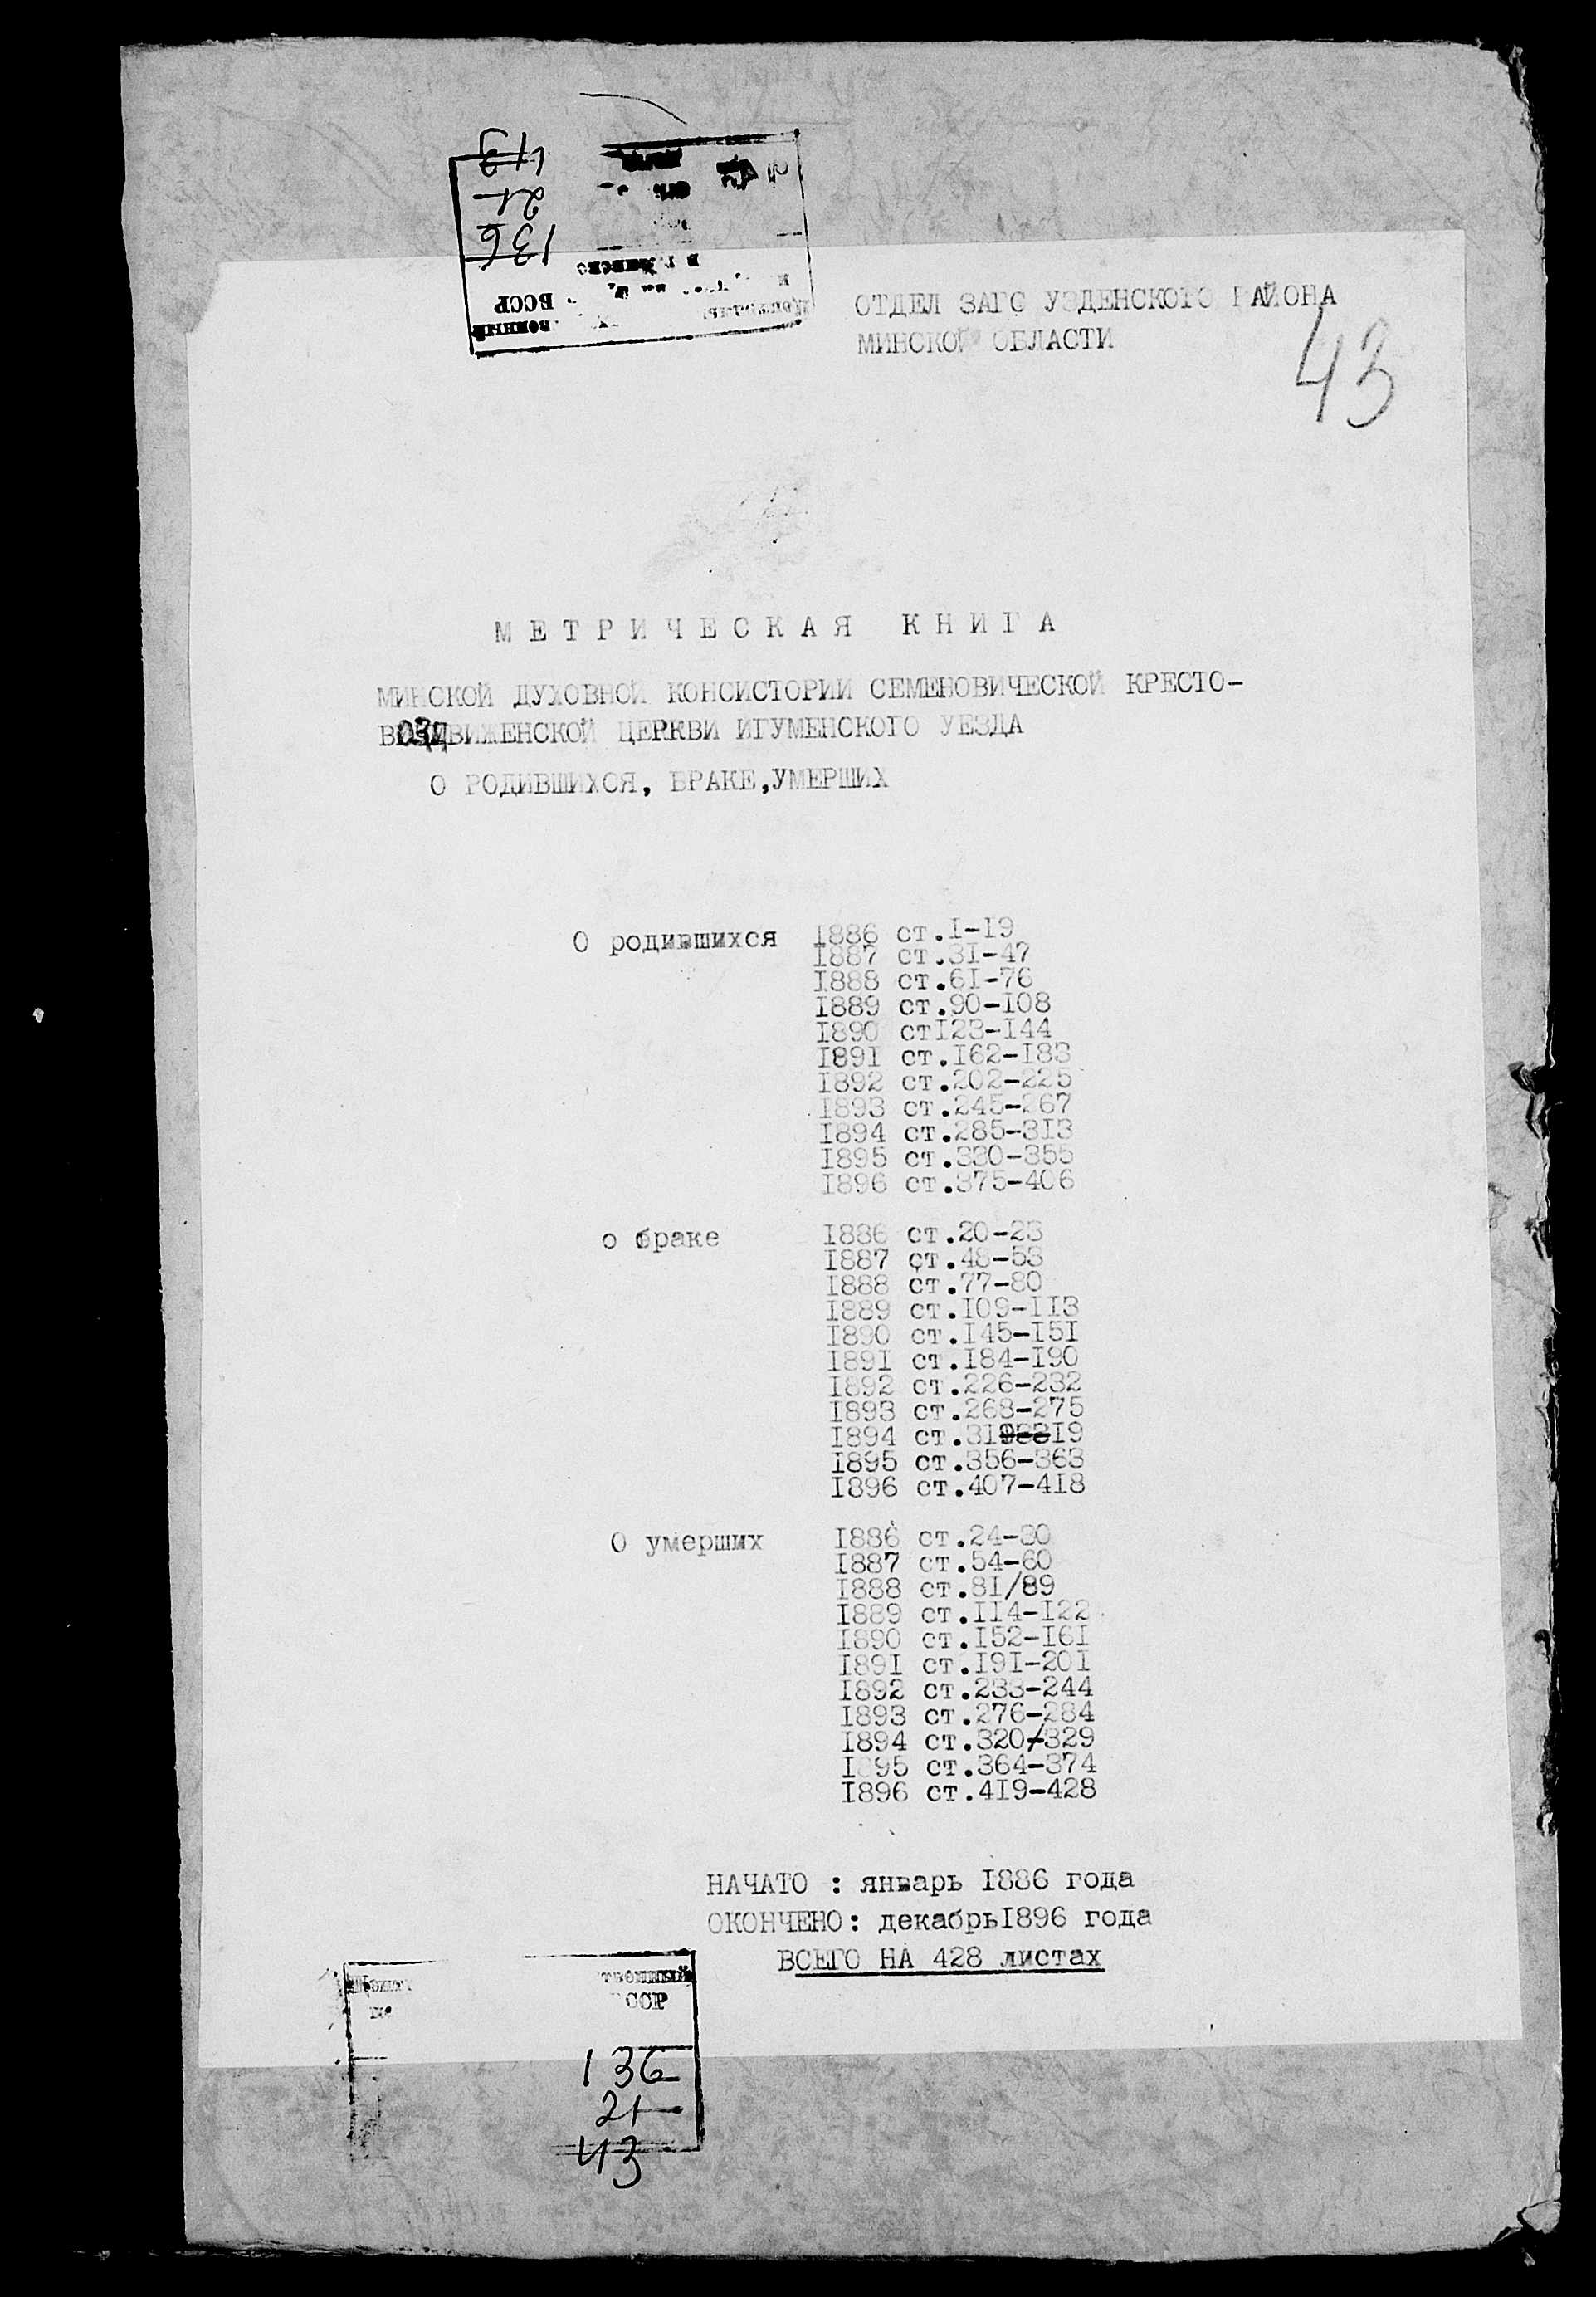 43
21
136
В г. Минске
БССР
ОТДЕЛ ЗАГС УЗДЕНСКОГО РАЙОНА
МИНСКОЙ ОБЛАСТИ
43
МЕТРИЧЕСКАЯ КНИГА
МИНСКОЙ ДУХОВНОЙ КОНСИСТОРИИ СЕМЕНОВИЧЕСКОЙ КРЕСТО-
ВОЗДВИЖЕНСКОЙ ЦЕРКВИ ИГУМЕНСКОГО УЕЗДА
О РОДИВШИХСЯ, БРАКЕ,УМЕРШИХ
О родившихся 1886 ст.1-19
1887 ст.31-47
1888 ст.61-76
1889 ст.90-108
1890 ст123-144
1891 ст.162-183
1892 ст.202-225
1893 ст.245-267
1894 ст.285-313
1895 ст.330-355
1896 ст.375-406
о браке 1886 ст.20-23
1887 ст.48-53
1888 ст.77-80
1889 ст.109-113
1890 ст.145-151
1891 ст.184-190
1892 ст.226-232
1893 ст.268-275
1894 ст.319
1895 ст.356-363
1896 ст.407-418
О умерших 1886 ст.24-30
1887 ст.54-60
1888 ст.81/89
1889 ст.114-122
1890 ст.152-161
1891 ст.191-201
1892 ст.233-244
1893 ст.276-284
1894 ст.320-329
1895 ст.364-374
1896 ст.419-428
НАЧАТО : январь 1886 года
ОКОНЧЕНО: декабрь1896 года
ВСЕГО НА 428 листах
ССР
136
21
43